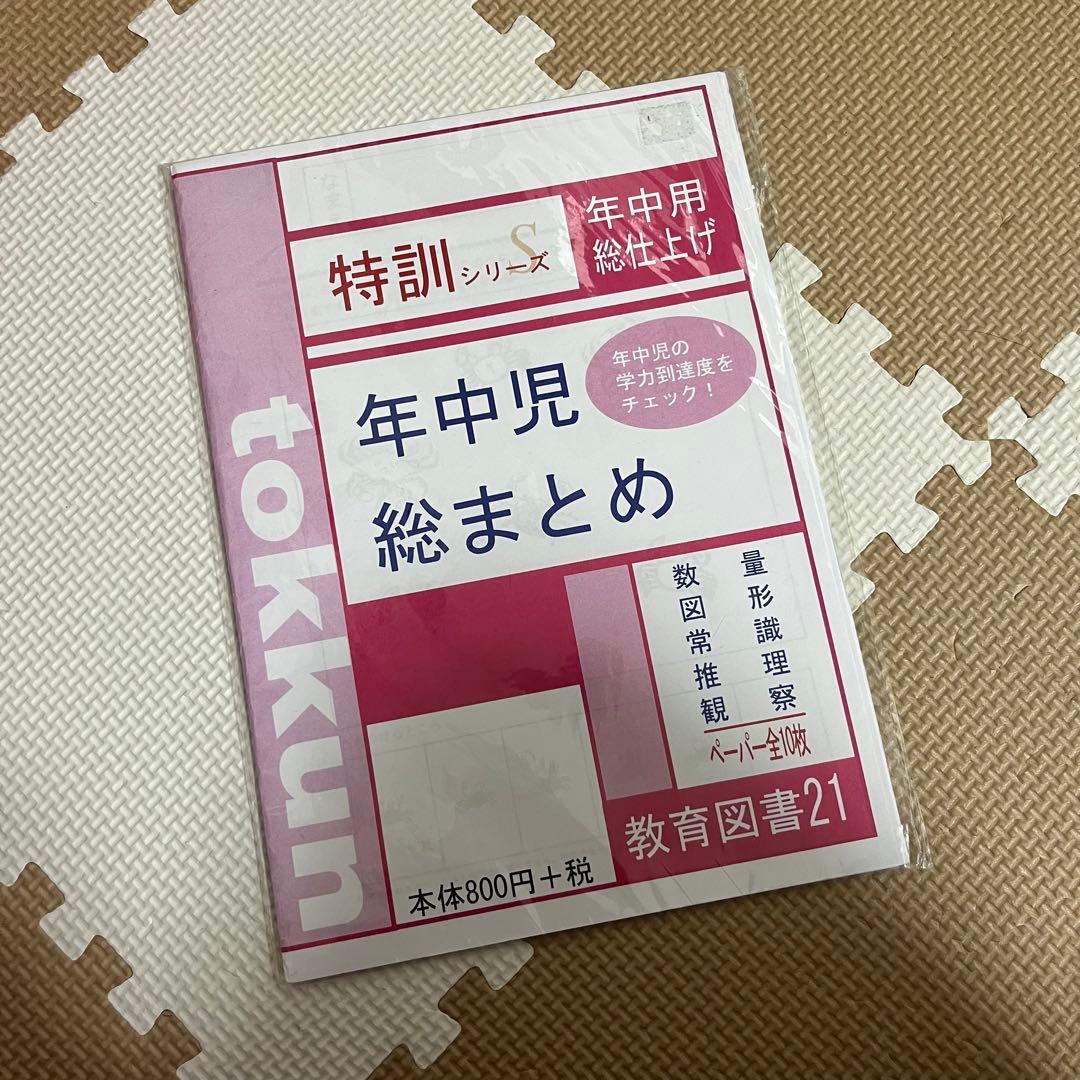 年中用
総仕上げ
特訓シリーズ
S
年中児の
学力到達度を
チェック！
年中児
総まとめ
tokkun
数量
図形
常識
推理
観察
ペーパー全10枚
教育図書21
本体800円＋税